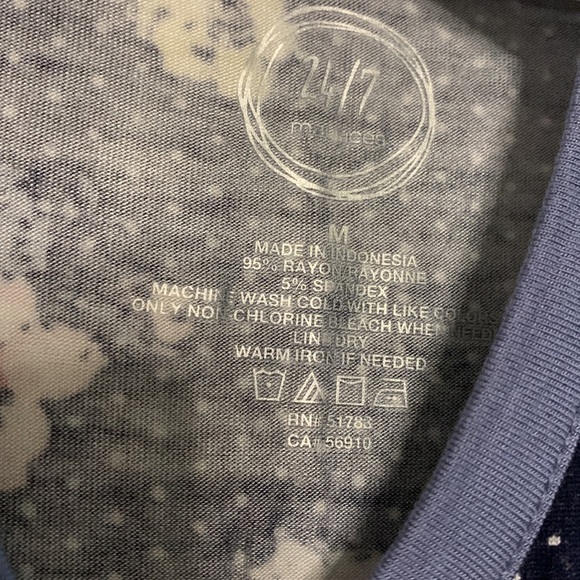 24/7
maurices
M
MADE IN INDONESIA
95% RAYON/RAYONNE
5% SPANDEX
MACHINE WASH COLD WITH LIKE COLORS
ONLY NON-CHLORINE BLEACH WHEN NEEDED
LINE DRY
WARM IRON IF NEEDED
RN# 51783
CA# 56910